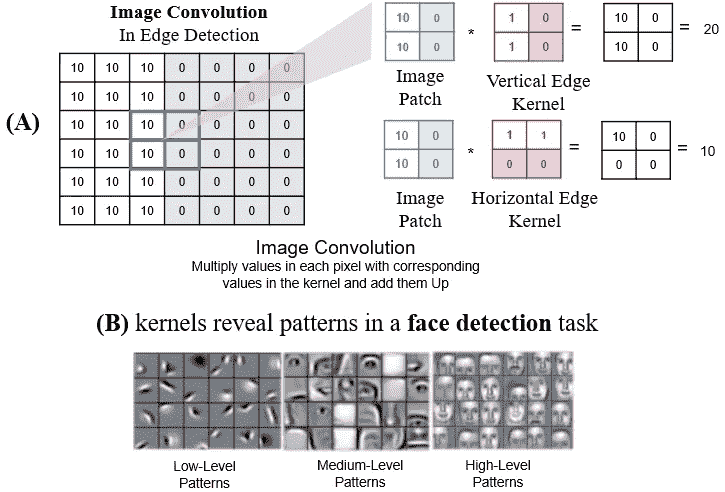 Image Convolution
In Edge Detection
(A)
10 10 10 0 0 0 0
10 10 10 0 0 0 0
10 10 10 0 0 0 0
10 10 10 0 0 0 0
10 10 10 0 0 0 0
10 10 10 0 0 0 0
10 0 * 1 0 = 10 0 = 20
10 0 1 0 10 0
Image
Patch
Vertical Edge
Kernel
10 0 * 1 1 = 10 0 = 10
10 0 0 0 0 0
Image
Patch
Horizontal Edge
Kernel
Image Convolution
Multiply values in each pixel with corresponding
values in the kernel and add them Up
(B) kernels reveal patterns in a face detection task
Low-Level
Patterns
Medium-Level
Patterns
High-Level
Patterns